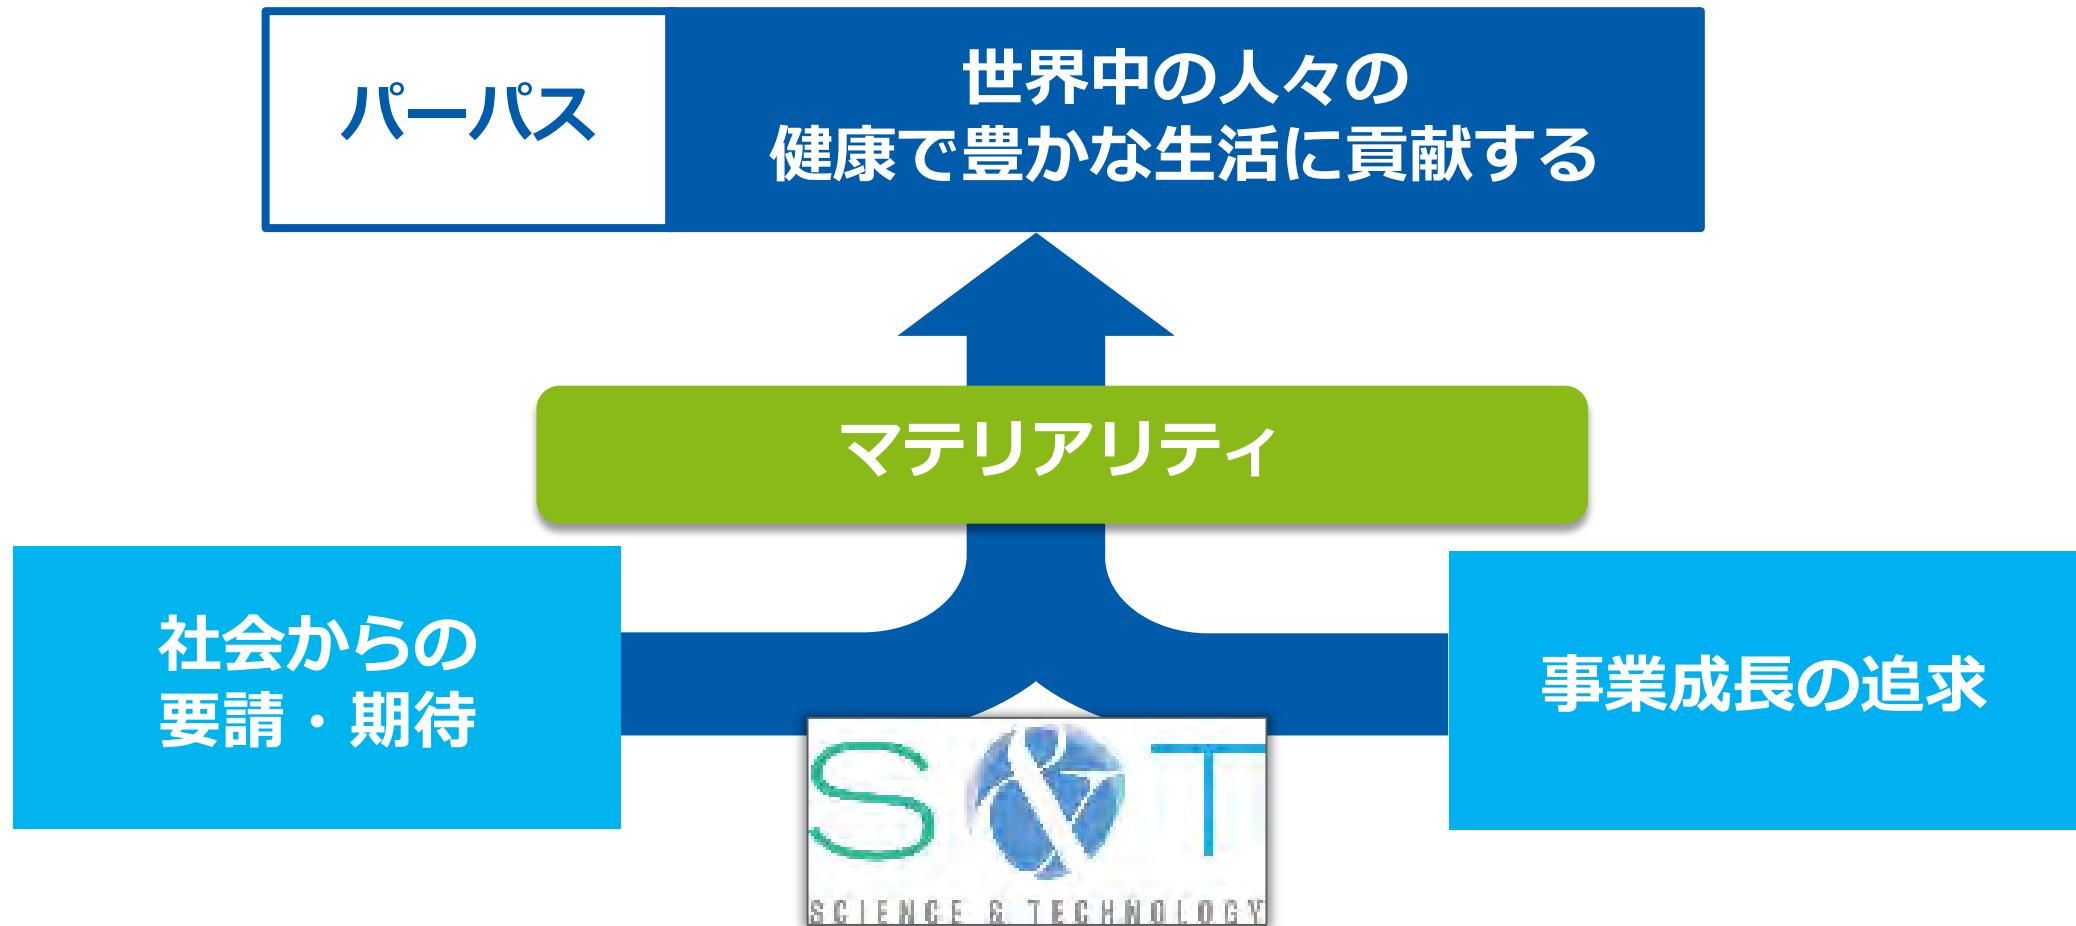 パーパス
世界中の人々の
健康で豊かな生活に貢献する
マテリアリティ
社会からの
要請・期待
事業成長の追求
S&T
SCIENCE & TECHNOLOGY